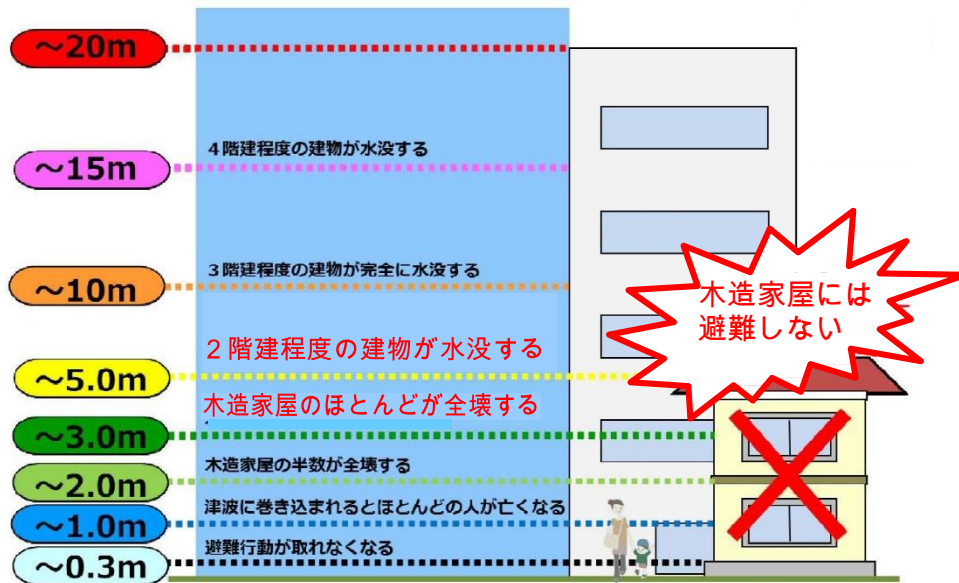 ～20m
4階建程度の建物が水没する
～15m
3階建程度の建物が完全に水没する
～10m
木造家屋には
避難しない
２階建程度の建物が水没する
～5.0m
木造家屋のほとんどが全壊する
～3.0m
木造家屋の半数が全壊する
～2.0m
津波に巻き込まれるとほとんどの人が亡くなる
～1.0m
避難行動が取れなくなる
～0.3m